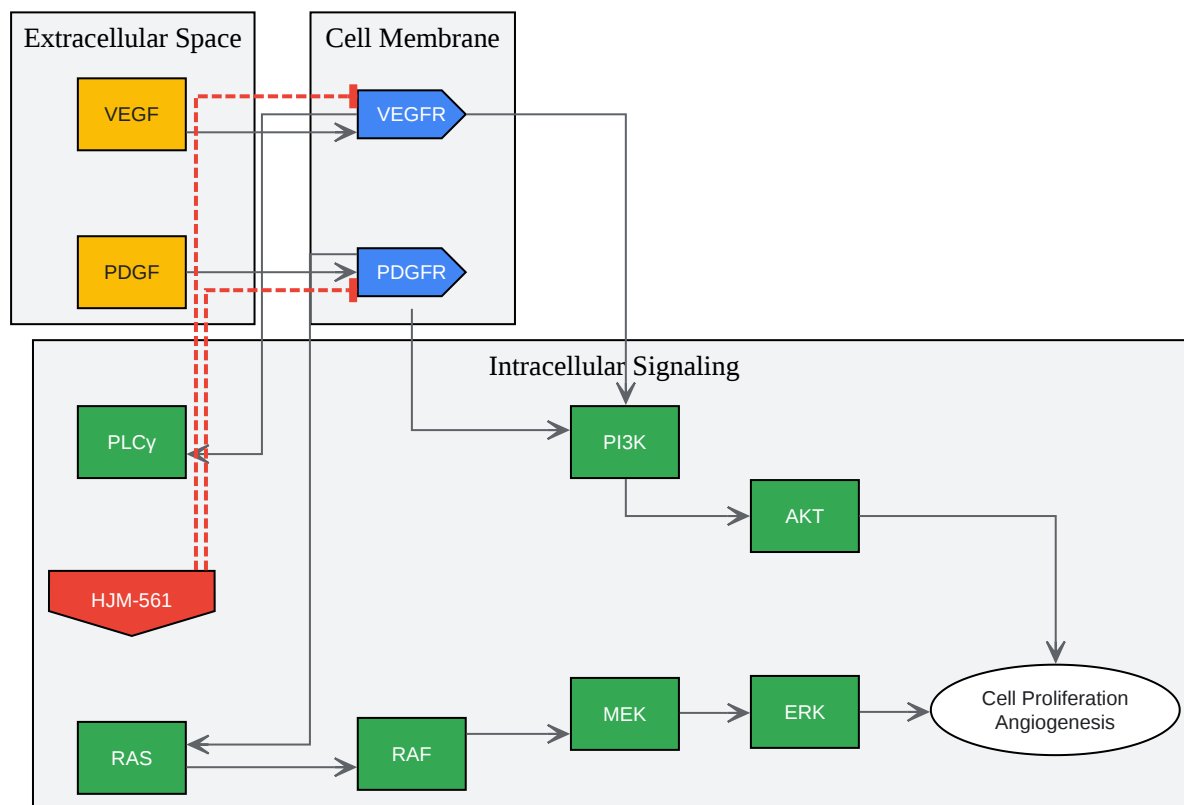 Extracellular Space
Cell Membrane
VEGF
VEGFR
PDGF
PDGFR
Intracellular Signaling
PLCγ
PI3K
AKT
HJM-561
MEK
ERK
Cell Proliferation
Angiogenesis
RAS
RAF